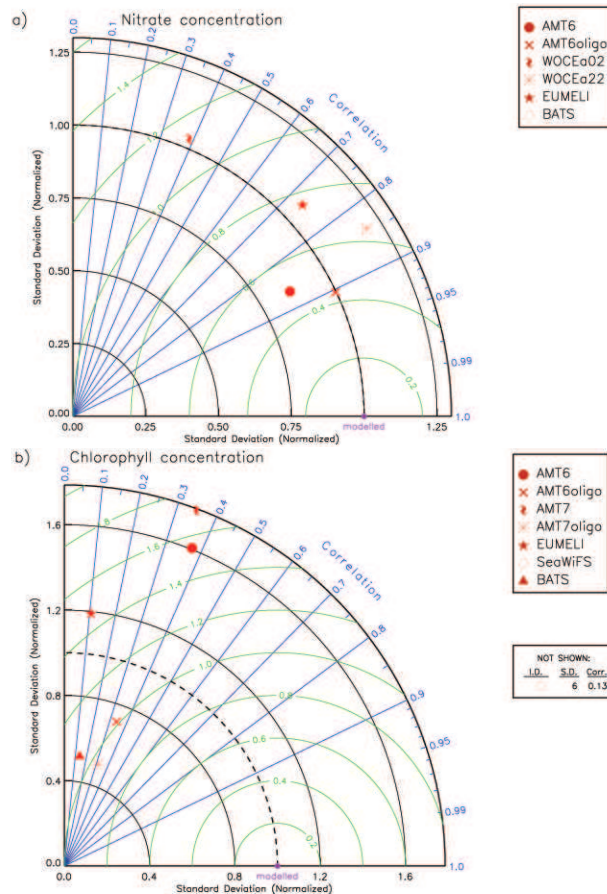 a)
Nitrate concentration
0.0
0.1
0.2
0.3
0.4
0.5
0.6
0.7
0.8
0.9
0.95
0.99
1.0
Correlation
1.25
1.00
0.75
0.50
0.25
0.00
Standard Deviation (Normalized)
1.4
1.2
1.0
0.8
0.6
0.4
0.2
0.00 0.25 0.50 0.75 1.00 1.25
modelled
Standard Deviation (Normalized)
AMT6
AMT6oligo
WOCEa02
WOCEa22
EUMELI
BATS
b)
Chlorophyll concentration
0.0
0.1
0.2
0.3
0.4
0.5
0.6
0.7
0.8
0.9
0.95
0.99
1.0
Correlation
1.6
1.2
0.8
0.4
0.0
Standard Deviation (Normalized)
1.8
1.6
1.4
1.2
1.0
0.8
0.6
0.4
0.2
0.0 0.4 0.8 1.2 1.6
modelled
Standard Deviation (Normalized)
AMT6
AMT6oligo
AMT7
AMT7oligo
EUMELI
SeaWiFS
BATS
NOT SHOWN:
I.D. S.D. Corr.
6 0.13